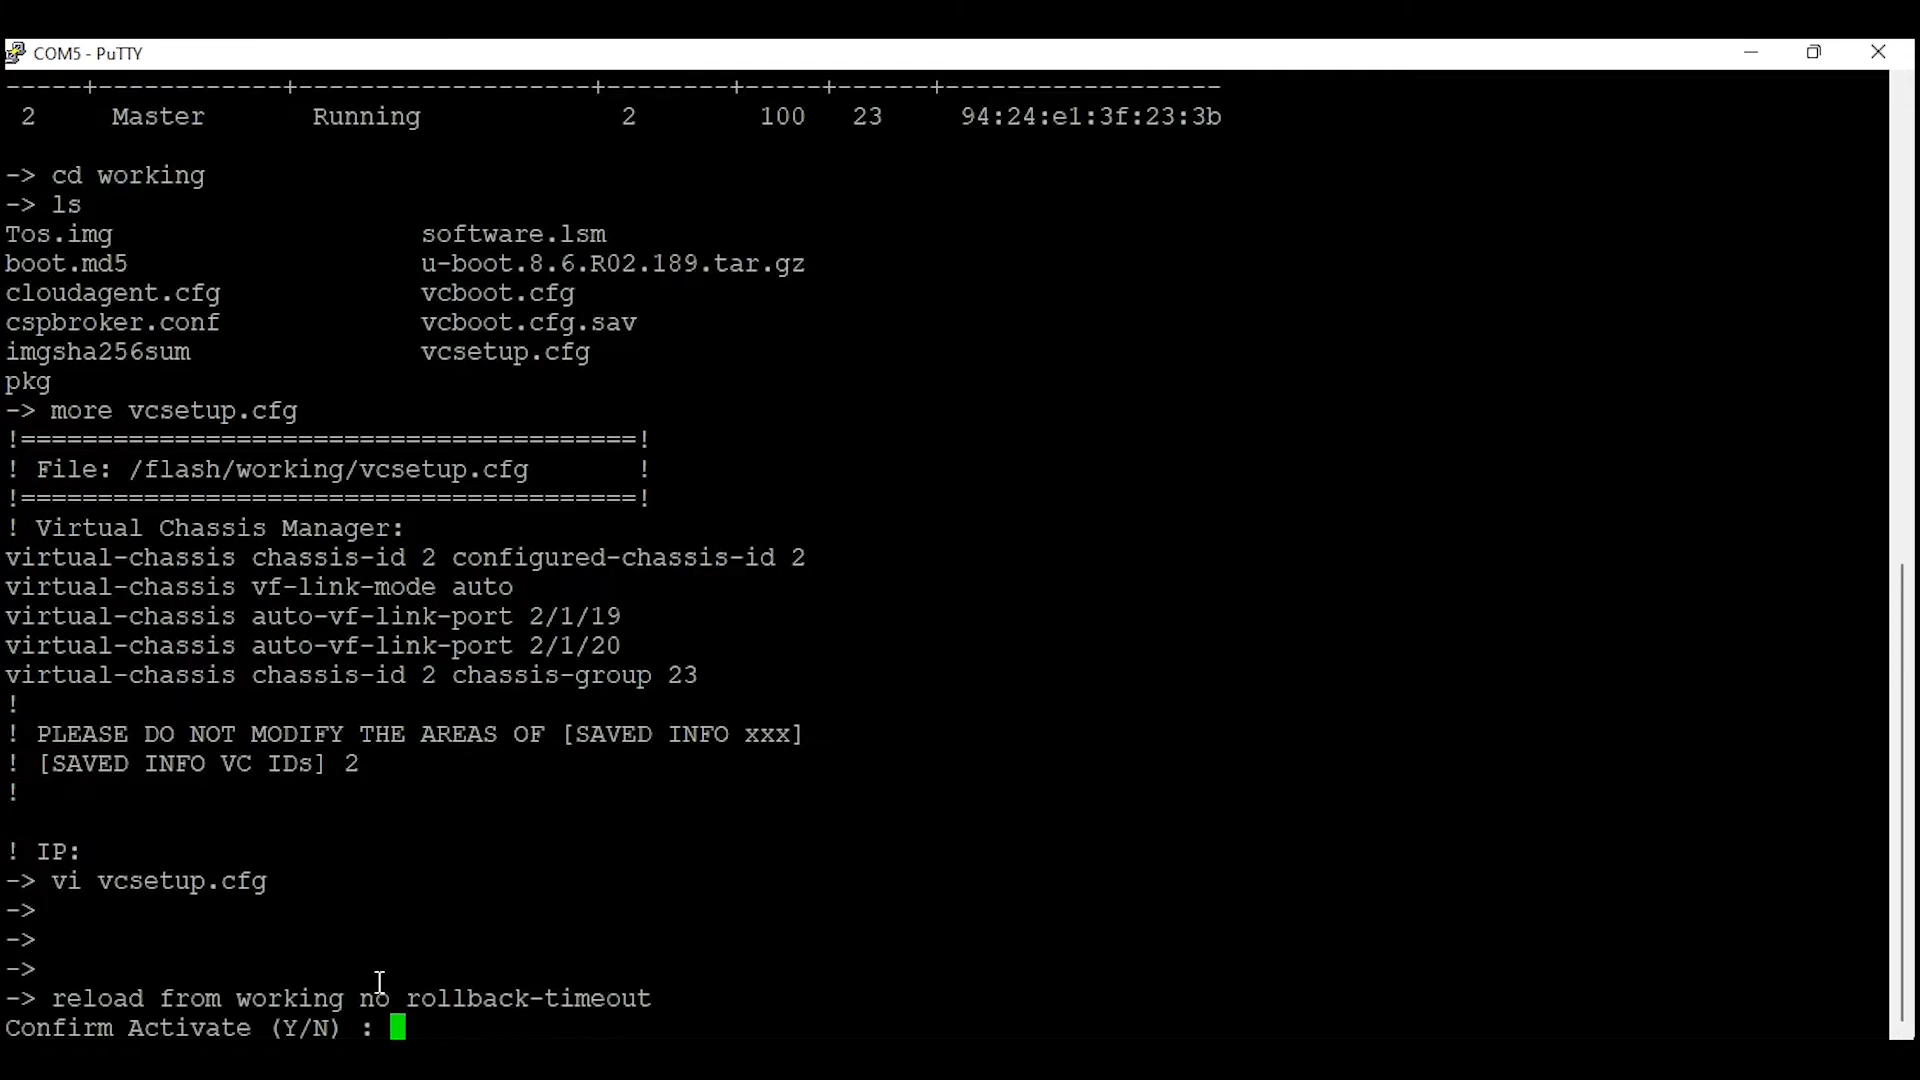 COM5 - PuTTY
-----+------------+--------------------+--------+-----+------+------------------
2 Master Running 2 100 23 94:24:e1:3f:23:3b
-> cd working
-> ls
Tos.img software.lsm
boot.md5 u-boot.8.6.R02.189.tar.gz
cloudagent.cfg vcboot.cfg
cspbroker.conf vcboot.cfg.sav
imgsha256sum vcsetup.cfg
pkg
-> more vcsetup.cfg
!========================================!
! File: /flash/working/vcsetup.cfg !
!========================================!
! Virtual Chassis Manager:
virtual-chassis chassis-id 2 configured-chassis-id 2
virtual-chassis vf-link-mode auto
virtual-chassis auto-vf-link-port 2/1/19
virtual-chassis auto-vf-link-port 2/1/20
virtual-chassis chassis-id 2 chassis-group 23
!
! PLEASE DO NOT MODIFY THE AREAS OF [SAVED INFO xxx]
! [SAVED INFO VC IDs] 2
!
! IP:
-> vi vcsetup.cfg
->
->
->
-> reload from working no rollback-timeout
Confirm Activate (Y/N) :